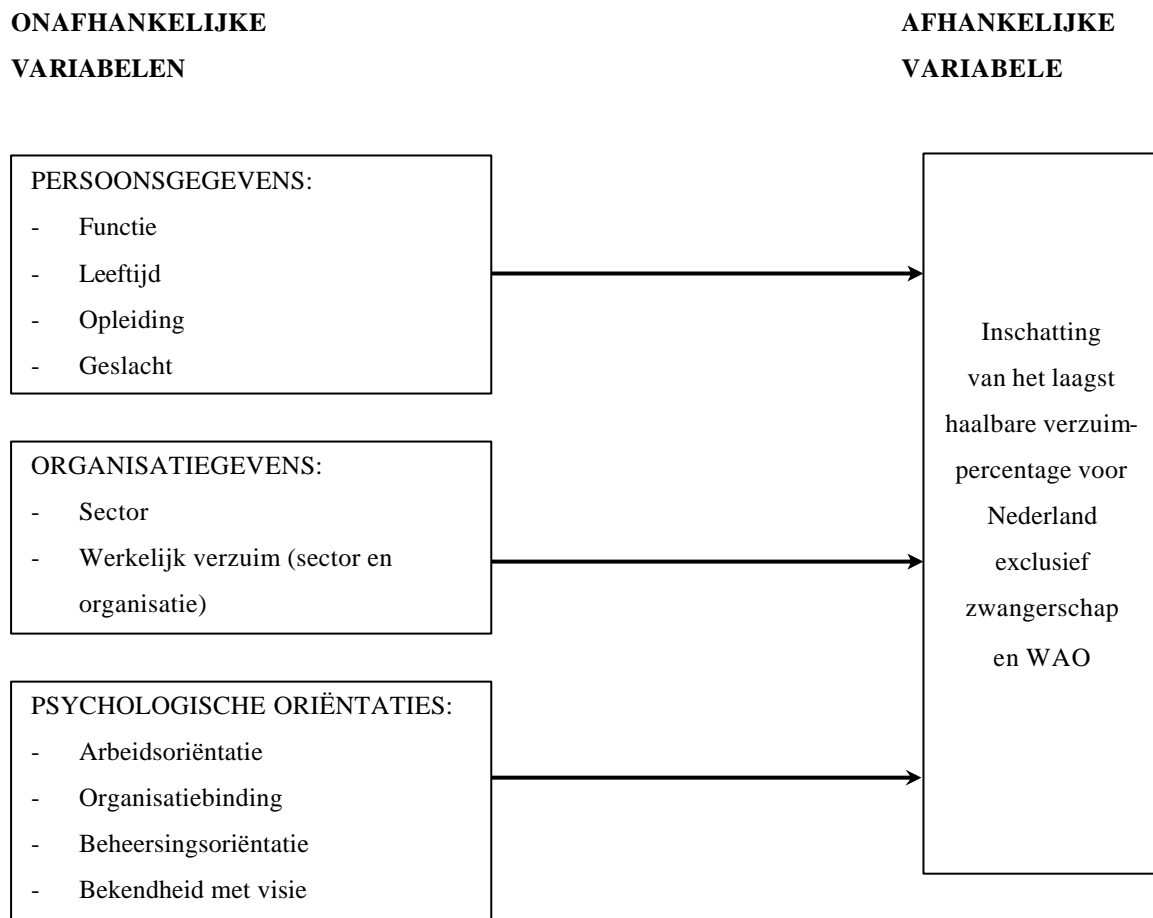 ONAFHANKELIJKE
VARIABELEN
AFHANKELIJKE
VARIABELE
PERSOONSGEGEVENS:
- Functie
- Leeftijd
- Opleiding
- Geslacht
ORGANISATIEGEVENS:
- Sector
- Werkelijk verzuim (sector en
organisatie)
PSYCHOLOGISCHE ORIËNTATIES:
- Arbeidsoriëntatie
- Organisatiebinding
- Beheersingsoriëntatie
- Bekendheid met visie
Inschatting
van het laagst
haalbare verzuim-
percentage voor
Nederland
exclusief
zwangerschap
en WAO